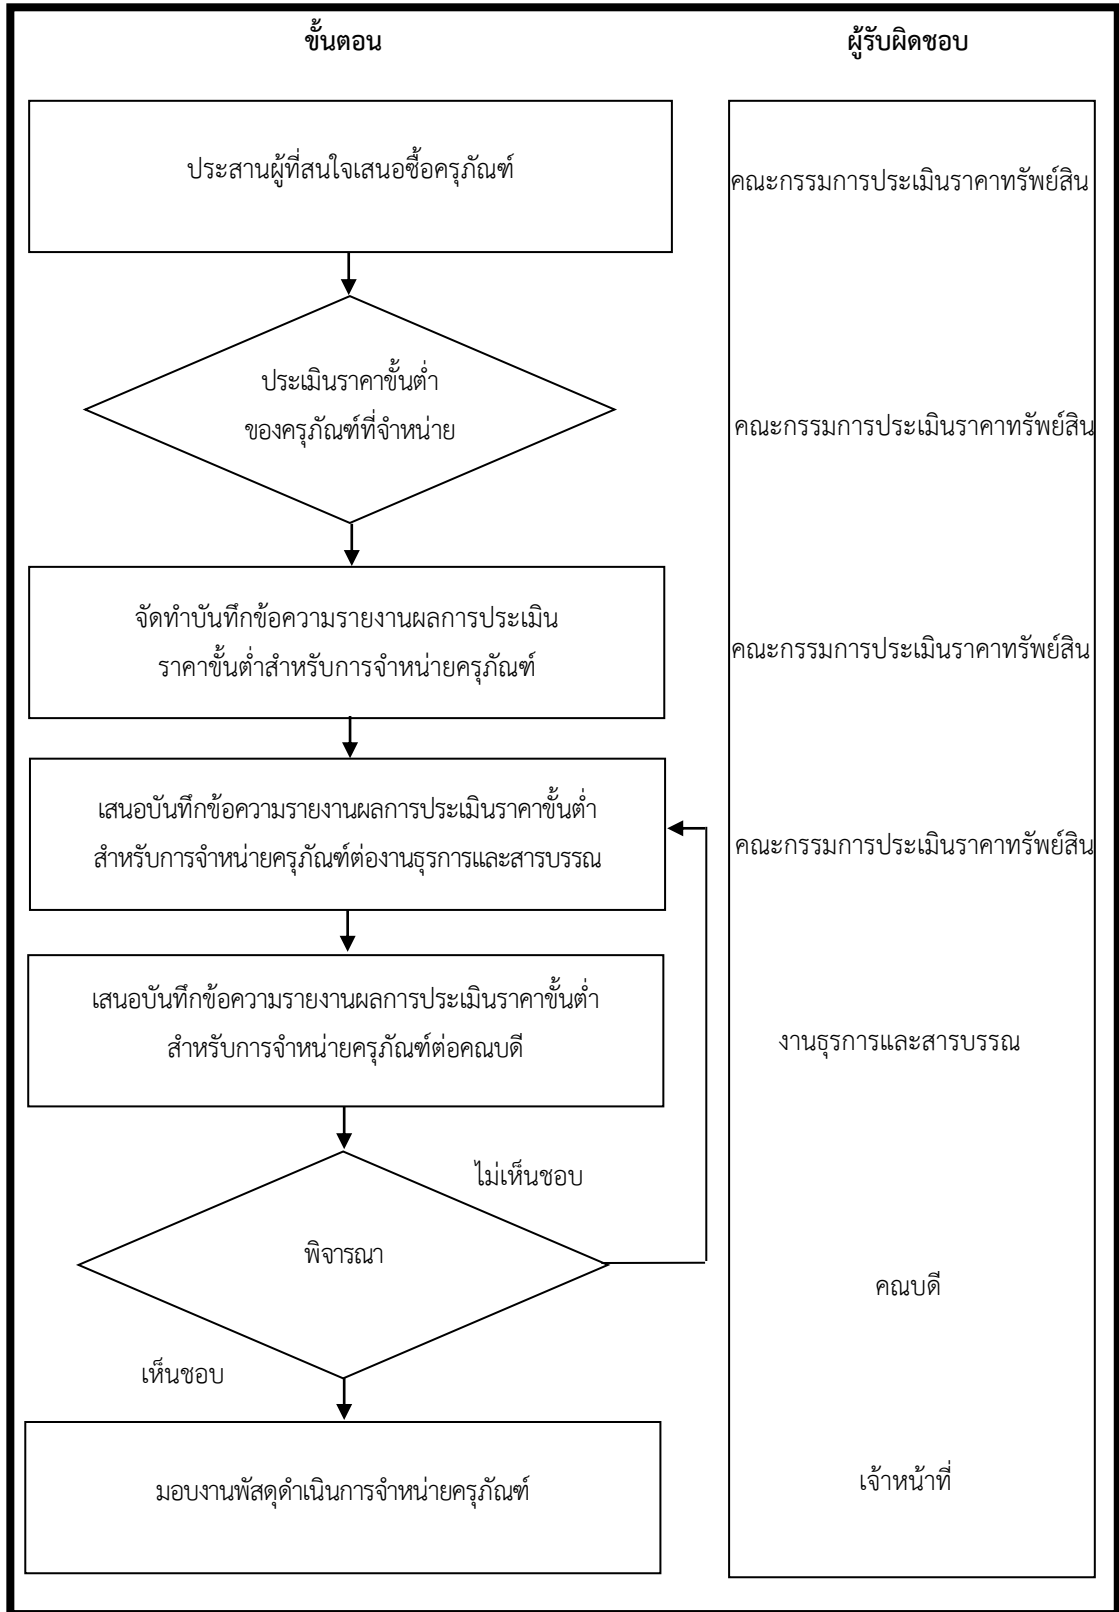 ขั้นตอน
ผู้รับผิดชอบ
ประสานผู้ที่สนใจเสนอซื้อครุภัณฑ์
คณะกรรมการประเมินราคาทรัพย์สิน
ประเมินราคาขั้นต่ำ
ของครุภัณฑ์ที่จำหน่าย
คณะกรรมการประเมินราคาทรัพย์สิน
จัดทำบันทึกข้อความรายงานผลการประเมิน
ราคาขั้นต่ำสำหรับการจำหน่ายครุภัณฑ์
คณะกรรมการประเมินราคาทรัพย์สิน
เสนอบันทึกข้อความรายงานผลการประเมินราคาขั้นต่ำ
สำหรับการจำหน่ายครุภัณฑ์ต่องานธุรการและสารบรรณ
คณะกรรมการประเมินราคาทรัพย์สิน
เสนอบันทึกข้อความรายงานผลการประเมินราคาขั้นต่ำ
สำหรับการจำหน่ายครุภัณฑ์ต่อคณบดี
งานธุรการและสารบรรณ
ไม่เห็นชอบ
พิจารณา
คณบดี
เห็นชอบ
มอบงานพัสดุดำเนินการจำหน่ายครุภัณฑ์
เจ้าหน้าที่